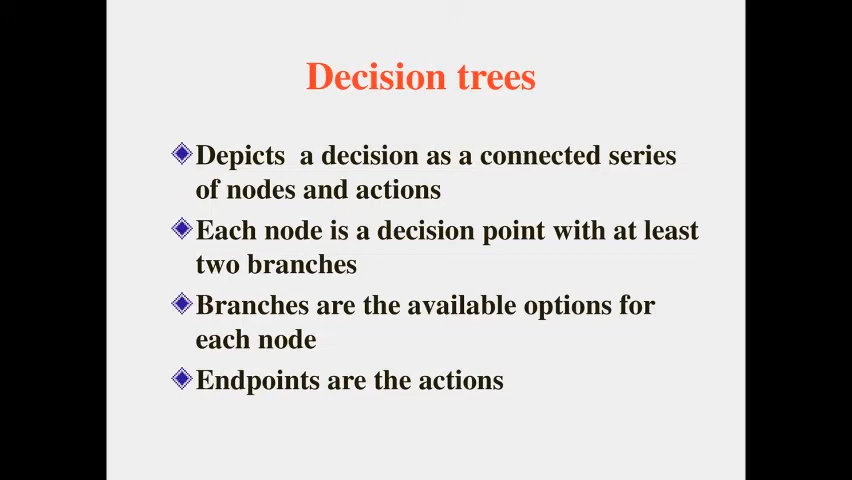 Decision trees
Depicts  a decision as a connected series
of nodes and actions
Each node is a decision point with at least
two branches
Branches are the available options for
each node
Endpoints are the actions